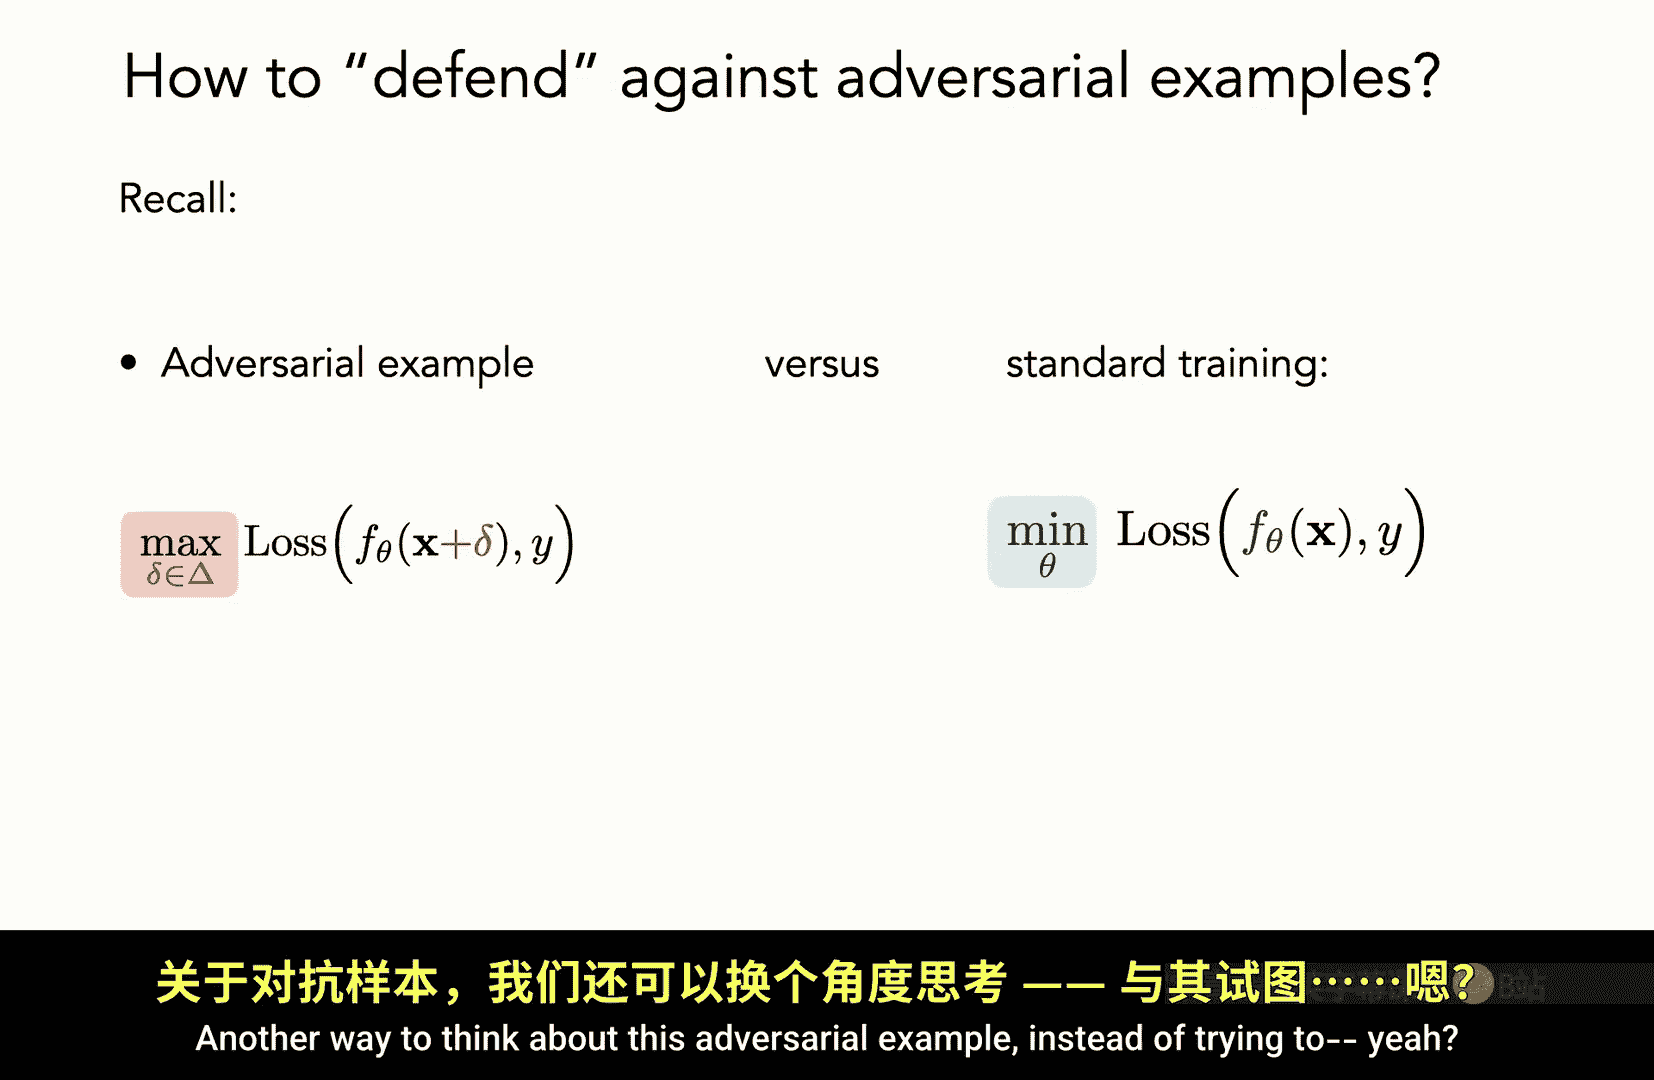 How to “defend” against adversarial examples?
Recall:
• Adversarial example versus standard training:
max Loss(fθ(x+δ), y) min Loss(fθ(x), y)
δ∈Δ θ
关于对抗样本，我们还可以换个角度思考 —— 与其试图……嗯？
Another way to think about this adversarial example, instead of trying to-- yeah?